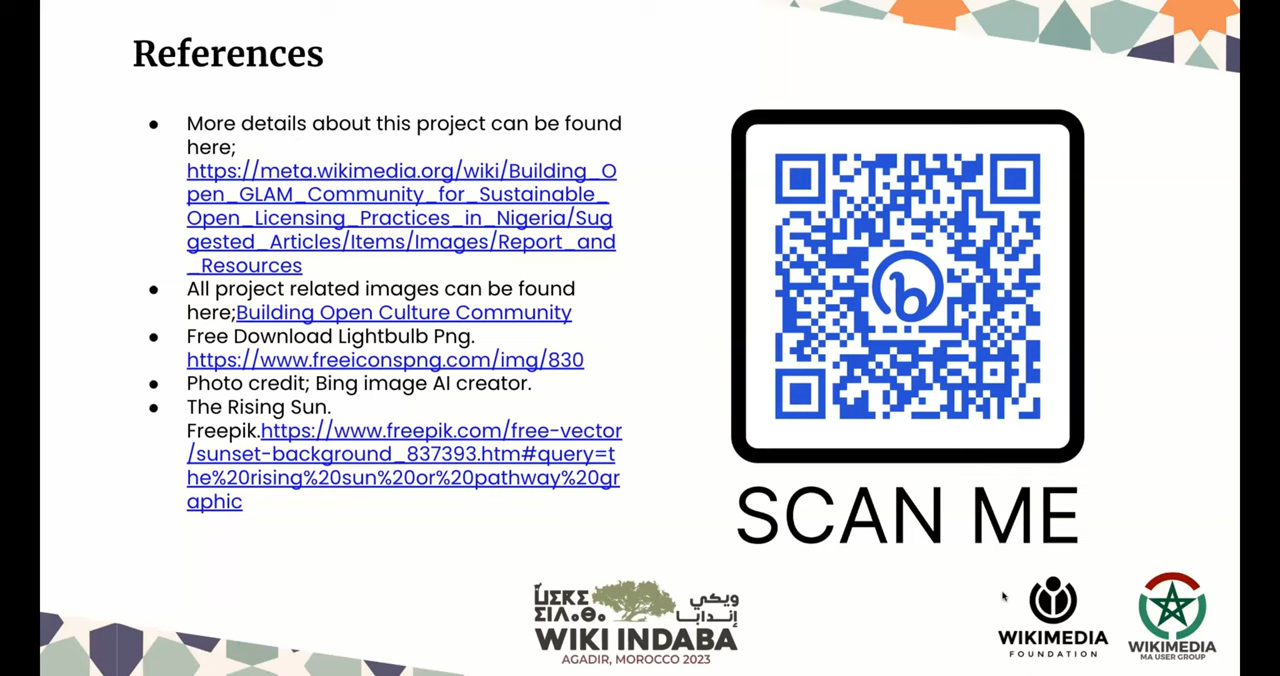 References
● More details about this project can be found
here;
https://meta.wikimedia.org/wiki/Building_O
pen_GLAM_Community_for_Sustainable_
Open_Licensing_Practices_in_Nigeria/Sug
gested_Articles/Items/Images/Report_and
_Resources
● All project related images can be found
here;Building Open Culture Community
● Free Download Lightbulb Png.
https://www.freeiconspng.com/img/830
● Photo credit; Bing image AI creator.
● The Rising Sun.
Freepik.https://www.freepik.com/free-vector
/sunset-background_837393.htm#query=t
he%20rising%20sun%20or%20pathway%20gr
aphic
b
SCAN ME
ويكي
إندابا
WIKI INDABA
AGADIR, MOROCCO 2023
WIKIMEDIA
FOUNDATION
WIKIMEDIA
MA USER GROUP